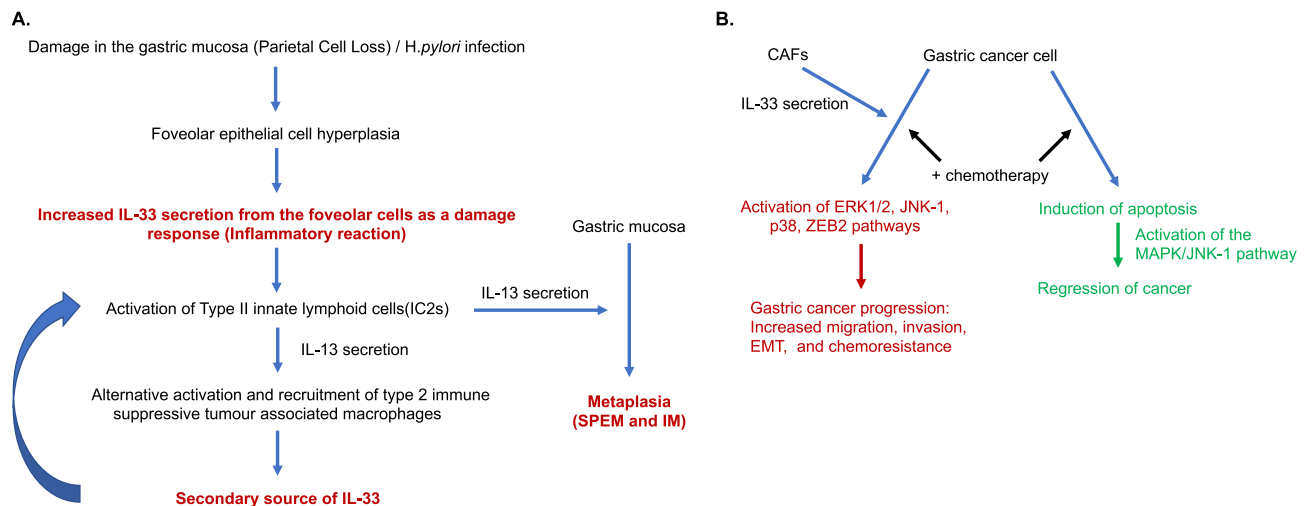 A.
Damage in the gastric mucosa (Parietal Cell Loss) / H.pylori infection
Foveolar epithelial cell hyperplasia
Increased IL-33 secretion from the foveolar cells as a damage
response (Inflammatory reaction)
Gastric mucosa
Activation of Type II innate lymphoid cells(IC2s)
IL-13 secretion
IL-13 secretion
Alternative activation and recruitment of type 2 immune
suppressive tumour associated macrophages
Metaplasia
(SPEM and IM)
Secondary source of IL-33
B.
CAFs
Gastric cancer cell
IL-33 secretion
+ chemotherapy
Activation of ERK1/2, JNK-1,
p38, ZEB2 pathways
Gastric cancer progression:
Increased migration, invasion,
EMT, and chemoresistance
Induction of apoptosis
Activation of the
MAPK/JNK-1 pathway
Regression of cancer